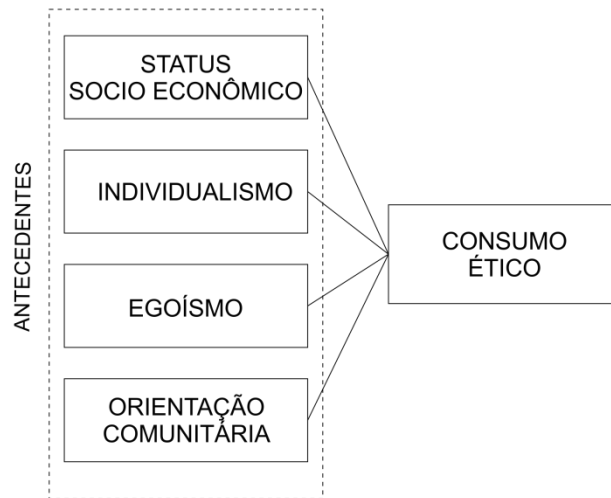 ANTECEDENTES
STATUS
SOCIO ECONÔMICO
INDIVIDUALISMO
EGOÍSMO
ORIENTAÇÃO
COMUNITÁRIA
CONSUMO
ÉTICO